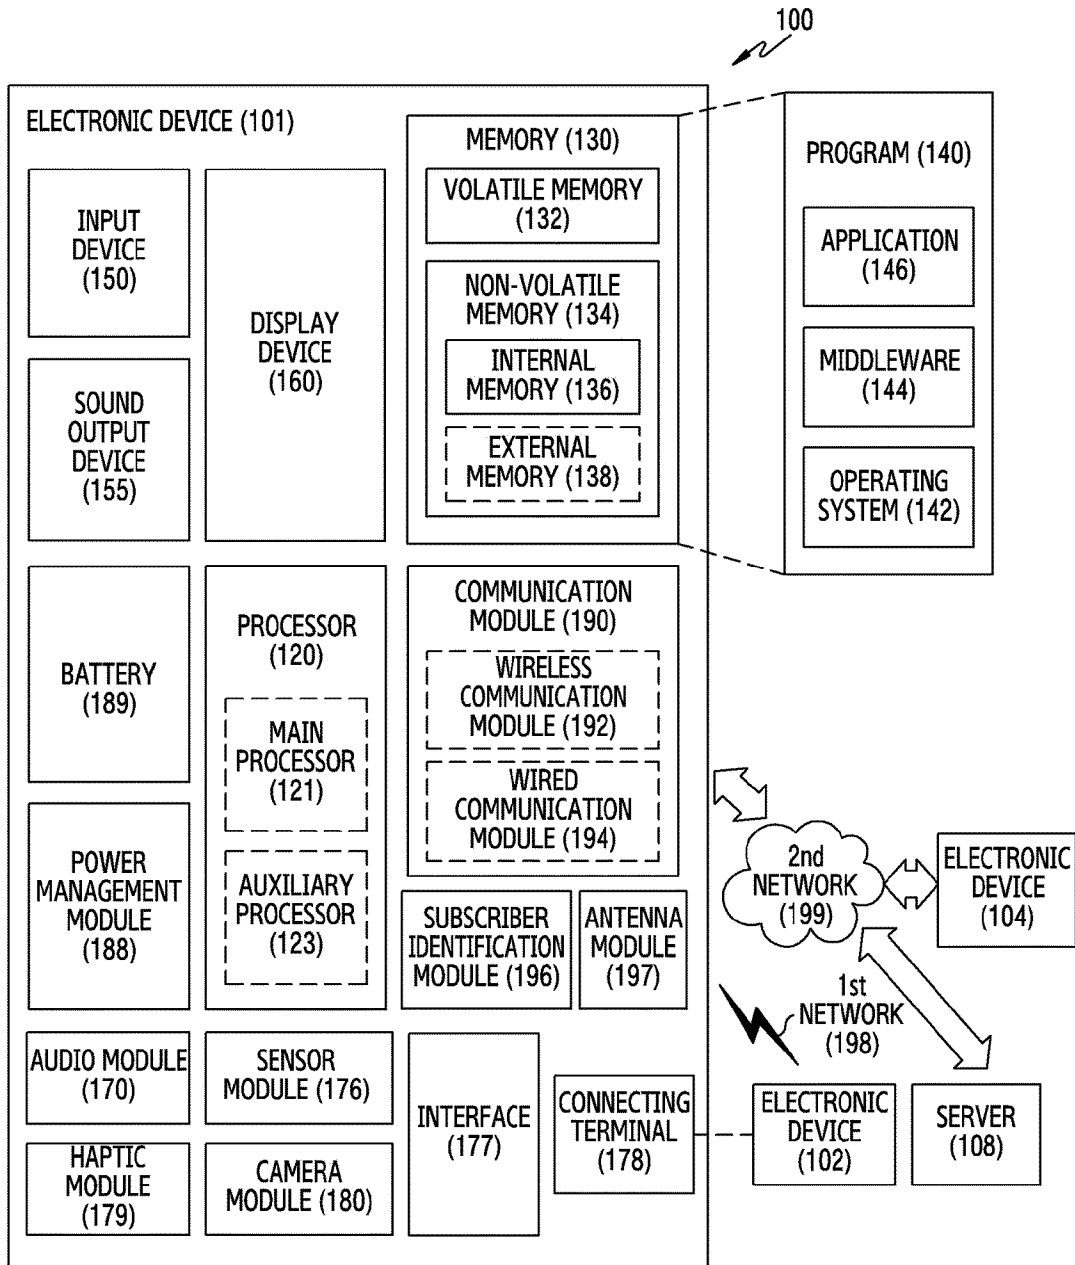 100
ELECTRONIC DEVICE (101)
INPUT
DEVICE
(150)
SOUND
OUTPUT
DEVICE
(155)
DISPLAY
DEVICE
(160)
MEMORY (130)
VOLATILE MEMORY
(132)
NON-VOLATILE
MEMORY (134)
INTERNAL
MEMORY (136)
EXTERNAL
MEMORY (138)
PROGRAM (140)
APPLICATION
(146)
MIDDLEWARE
(144)
OPERATING
SYSTEM (142)
BATTERY
(189)
POWER
MANAGEMENT
MODULE
(188)
PROCESSOR
(120)
MAIN
PROCESSOR
(121)
AUXILIARY
PROCESSOR
(123)
COMMUNICATION
MODULE (190)
WIRELESS
COMMUNICATION
MODULE (192)
WIRED
COMMUNICATION
MODULE (194)
SUBSCRIBER
IDENTIFICATION
MODULE (196)
ANTENNA
MODULE
(197)
2nd
NETWORK
(199)
ELECTRONIC
DEVICE
(104)
1st
NETWORK
(198)
AUDIO MODULE
(170)
SENSOR
MODULE (176)
HAPTIC
MODULE
(179)
CAMERA
MODULE (180)
INTERFACE
(177)
CONNECTING
TERMINAL
(178)
ELECTRONIC
DEVICE
(102)
SERVER
(108)